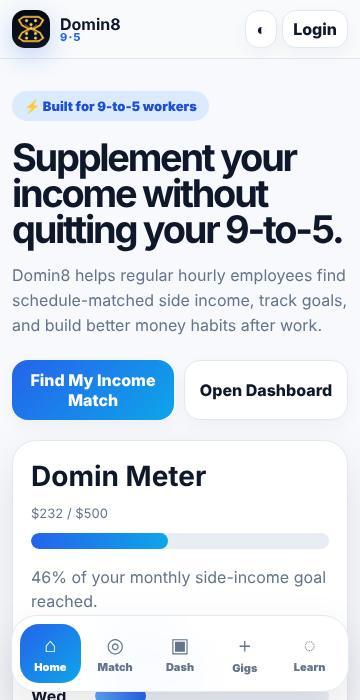 Domin8
9·5
Login
⚡ Built for 9-to-5 workers
Supplement your
income without
quitting your 9-to-5.
Domin8 helps regular hourly employees find
schedule-matched side income, track goals,
and build better money habits after work.
Find My Income
Match
Open Dashboard
Domin Meter
$232 / $500
46% of your monthly side-income goal
reached.
Home
Match
Dash
Gigs
Learn
Wed